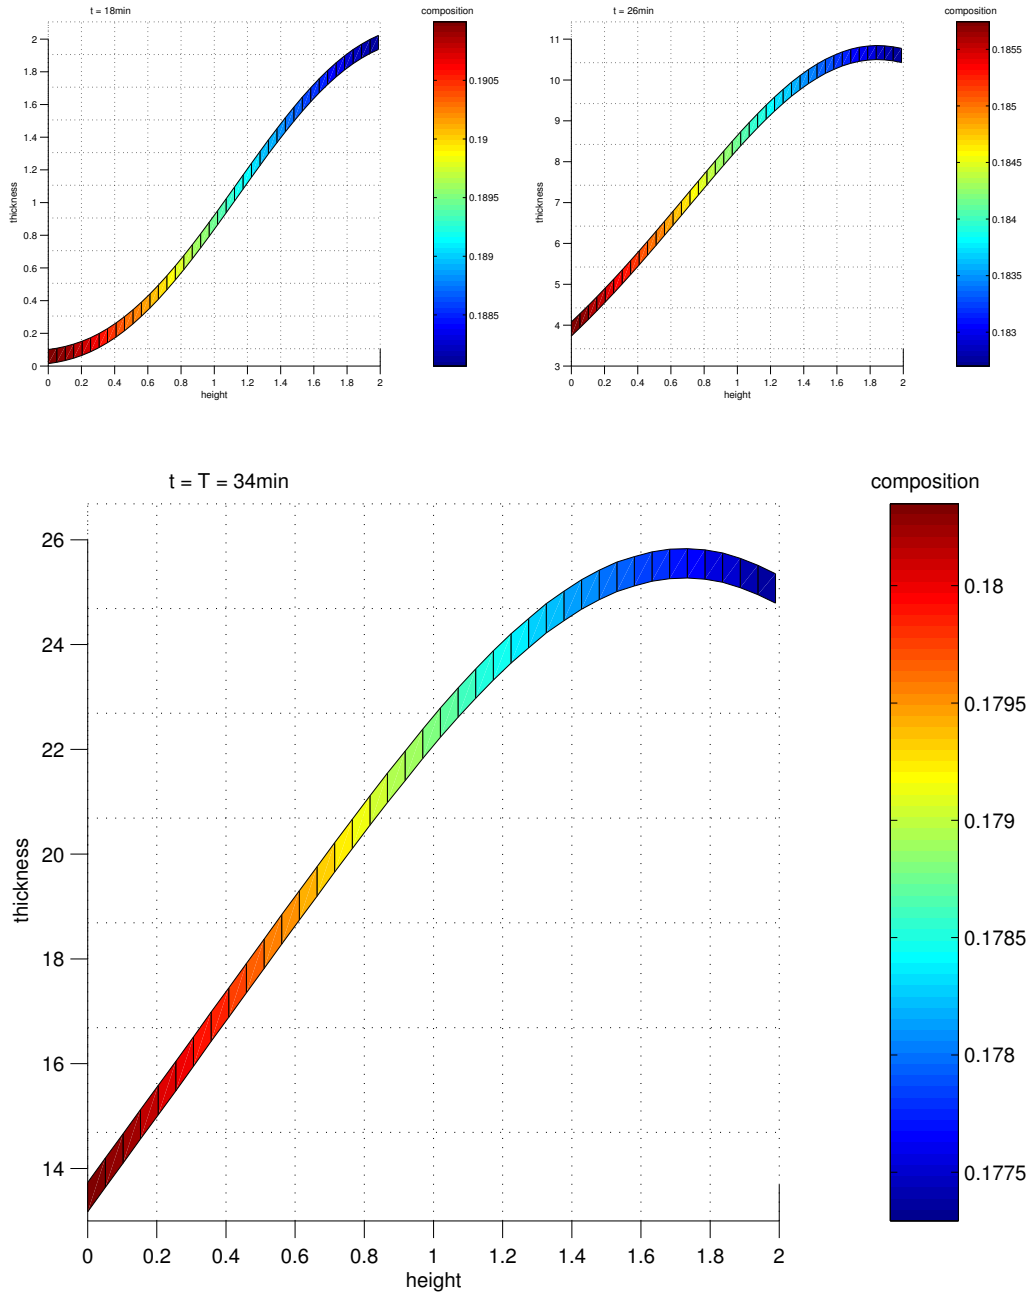 t = 18min
composition
thickness
2
1.8
1.6
1.4
1.2
1
0.8
0.6
0.4
0.2
0
0 0.2 0.4 0.6 0.8 1 1.2 1.4 1.6 1.8 2
height
0.1905
0.19
0.1895
0.189
0.1885
t = 26min
composition
thickness
11
10
9
8
7
6
5
4
3
0 0.2 0.4 0.6 0.8 1 1.2 1.4 1.6 1.8 2
height
0.1855
0.185
0.1845
0.184
0.1835
0.183
t = T = 34min
composition
thickness
26
24
22
20
18
16
14
0 0.2 0.4 0.6 0.8 1 1.2 1.4 1.6 1.8 2
height
0.18
0.1795
0.179
0.1785
0.178
0.1775